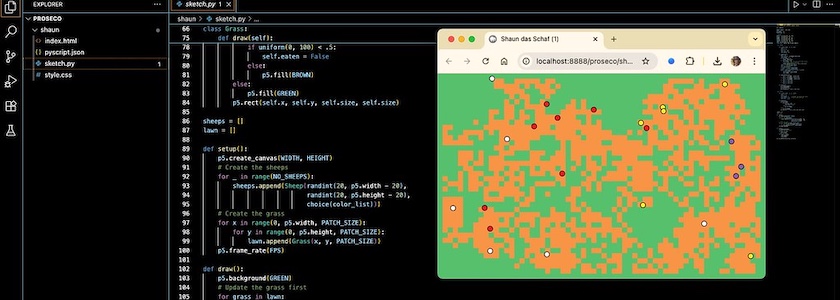 EXPLORER
PROSECO
shaun
index.html
pyscript.json
sketch.py 1
style.css
sketch.py 1
shaun > sketch.py > ...
66 class Grass:
75 def draw(self):
78 if uniform(0, 100) < .5:
79 self.eaten = False
80 else:
81 p5.fill(BROWN)
82 else:
83 p5.fill(GREEN)
84 p5.rect(self.x, self.y, self.size, self.size)
85
86 sheeps = []
87 lawn = []
88
89 def setup():
90 p5.create_canvas(WIDTH, HEIGHT)
91 # Create the sheeps
92 for _ in range(NO_SHEEPS):
93 sheeps.append(Sheep(randint(20, p5.width - 20),
94 randint(20, p5.height - 20),
95 choice(color_list)))
96 # Create the grass
97 for x in range(0, p5.width, PATCH_SIZE):
98 for y in range(0, p5.height, PATCH_SIZE):
99 lawn.append(Grass(x, y, PATCH_SIZE))
100 p5.frame_rate(FPS)
101
102 def draw():
103 p5.background(GREEN)
104 # Update the grass first
105 for grass in lawn:
Shaun das Schaf (1)
localhost:8888/proseco/sh...